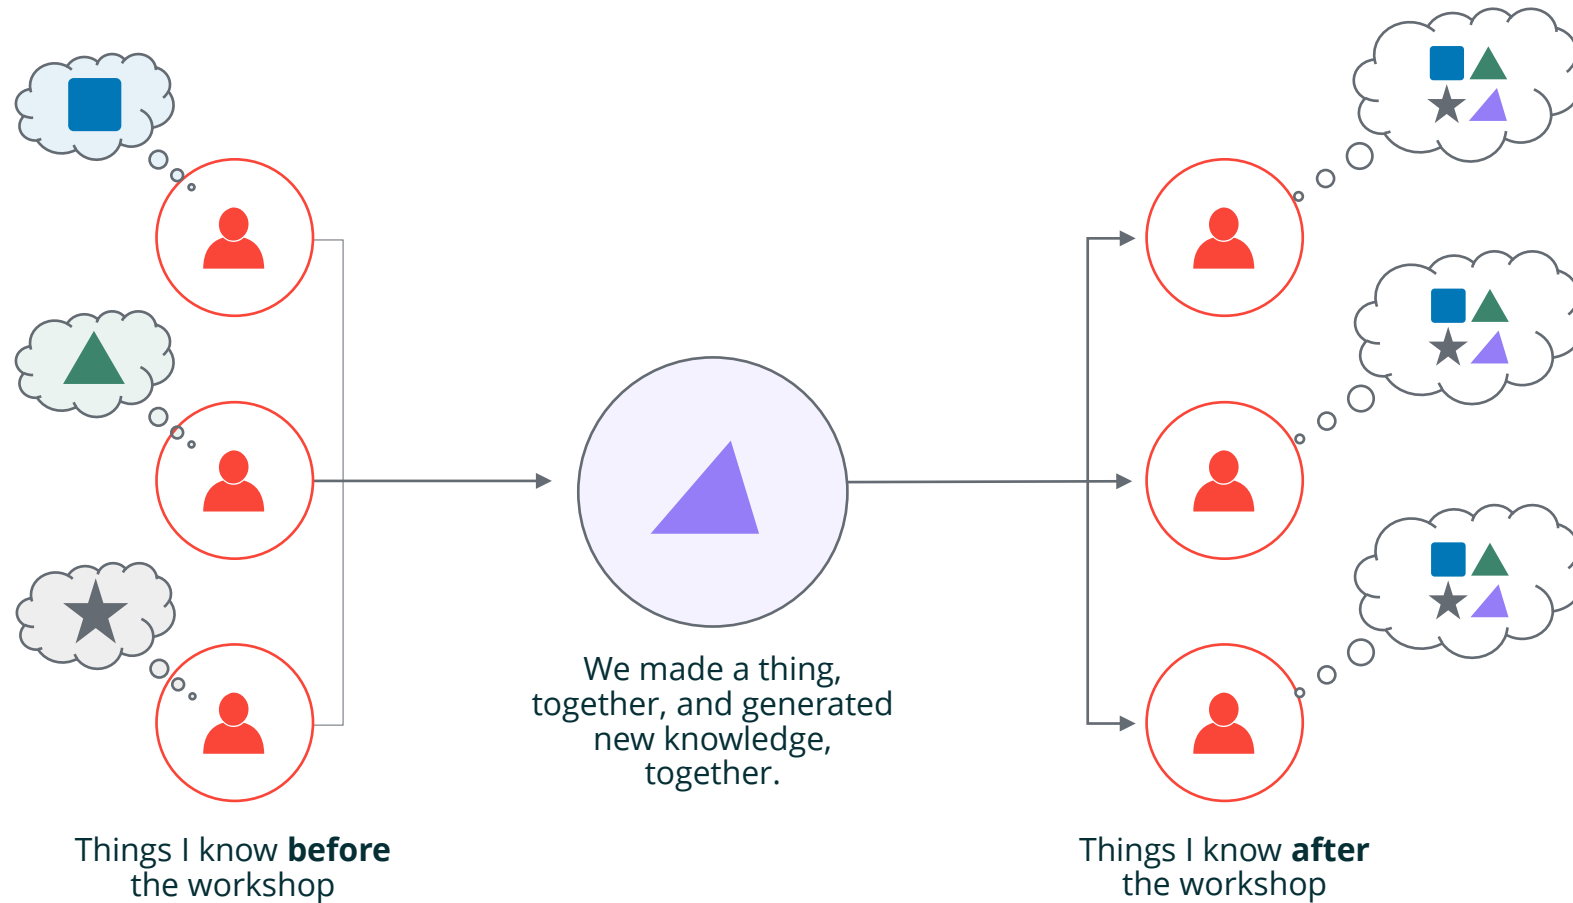 We made a thing,
together, and generated
new knowledge,
together.
Things I know before
the workshop
Things I know after
the workshop